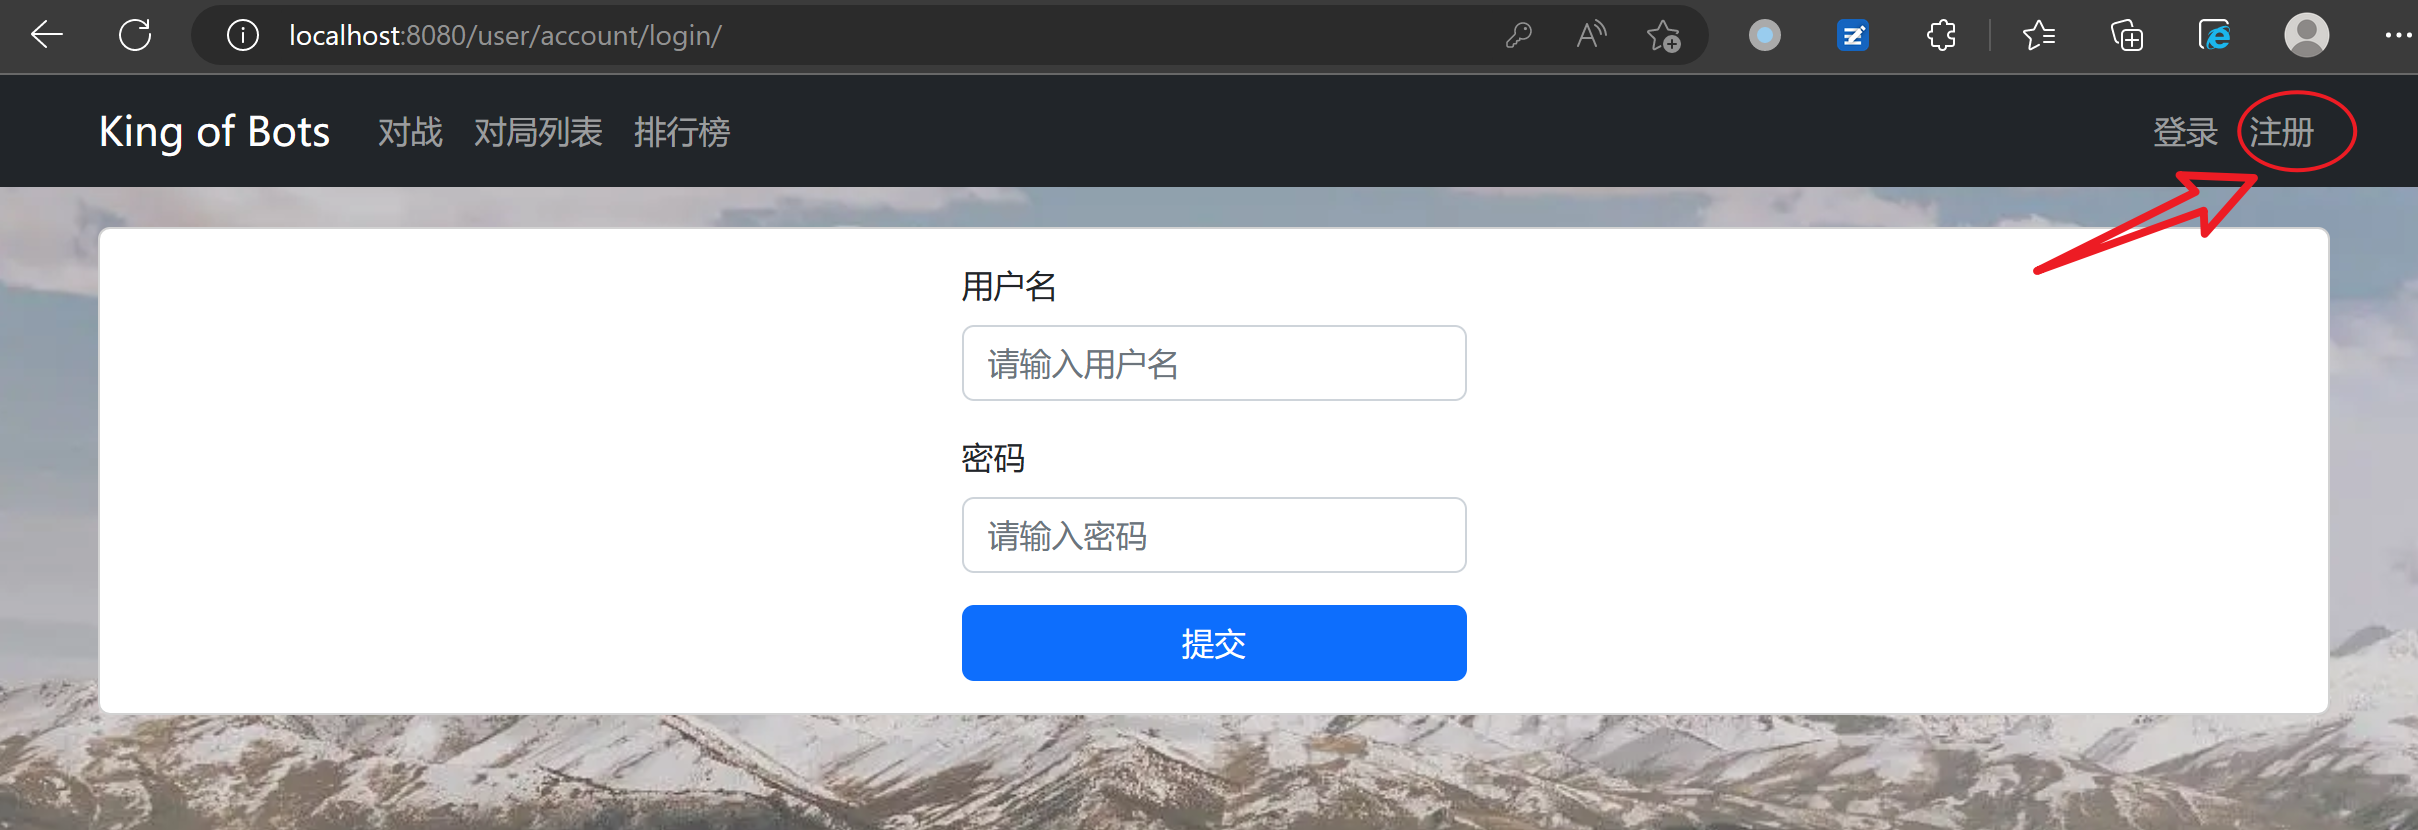 localhost:8080/user/account/login/
King of Bots 对战 对局列表 排行榜 登录 注册
用户名
请输入用户名
密码
请输入密码
提交